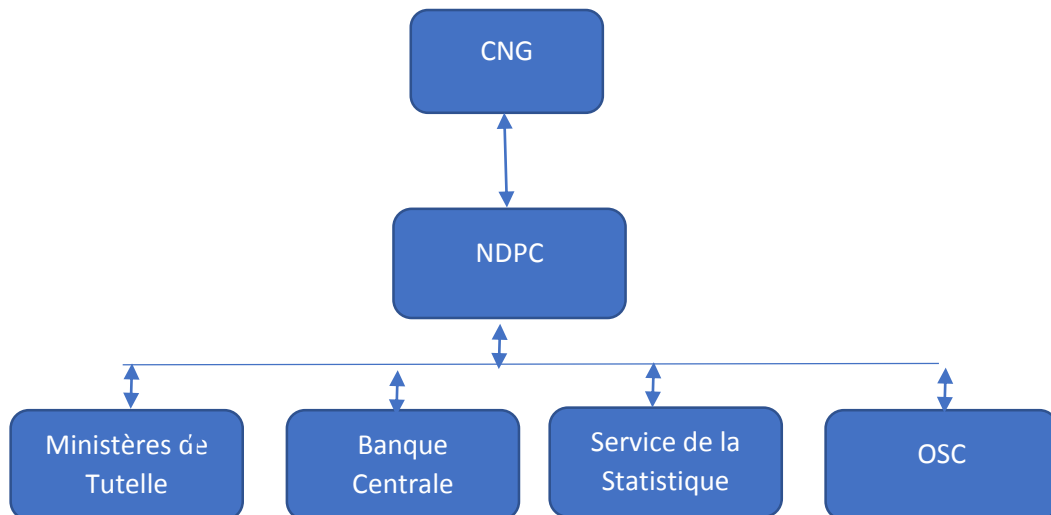 CNG
NDPC
Ministères de
Tutelle
Banque
Centrale
Service de la
Statistique
OSC